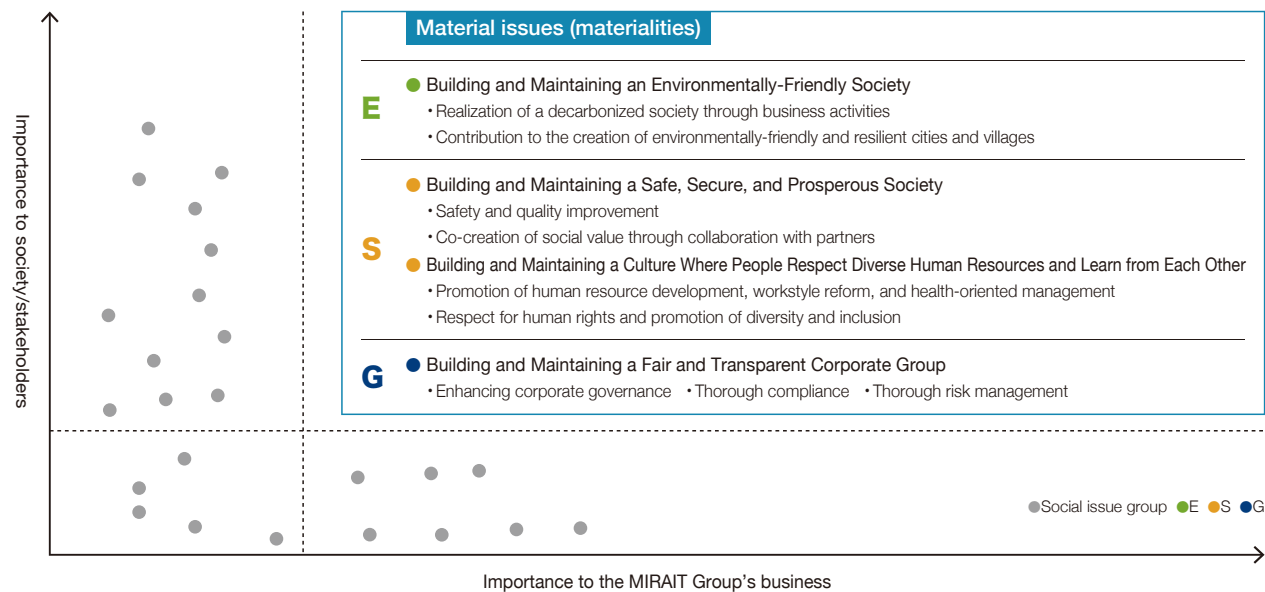 Importance to society/stakeholders
Material issues (materialities)
E
Building and Maintaining an Environmentally-Friendly Society
・Realization of a decarbonized society through business activities
・Contribution to the creation of environmentally-friendly and resilient cities and villages
S
Building and Maintaining a Safe, Secure, and Prosperous Society
・Safety and quality improvement
・Co-creation of social value through collaboration with partners
Building and Maintaining a Culture Where People Respect Diverse Human Resources and Learn from Each Other
・Promotion of human resource development, workstyle reform, and health-oriented management
・Respect for human rights and promotion of diversity and inclusion
G
Building and Maintaining a Fair and Transparent Corporate Group
・Enhancing corporate governance ・Thorough compliance ・Thorough risk management
Social issue group E S G
Importance to the MIRAIT Group's business